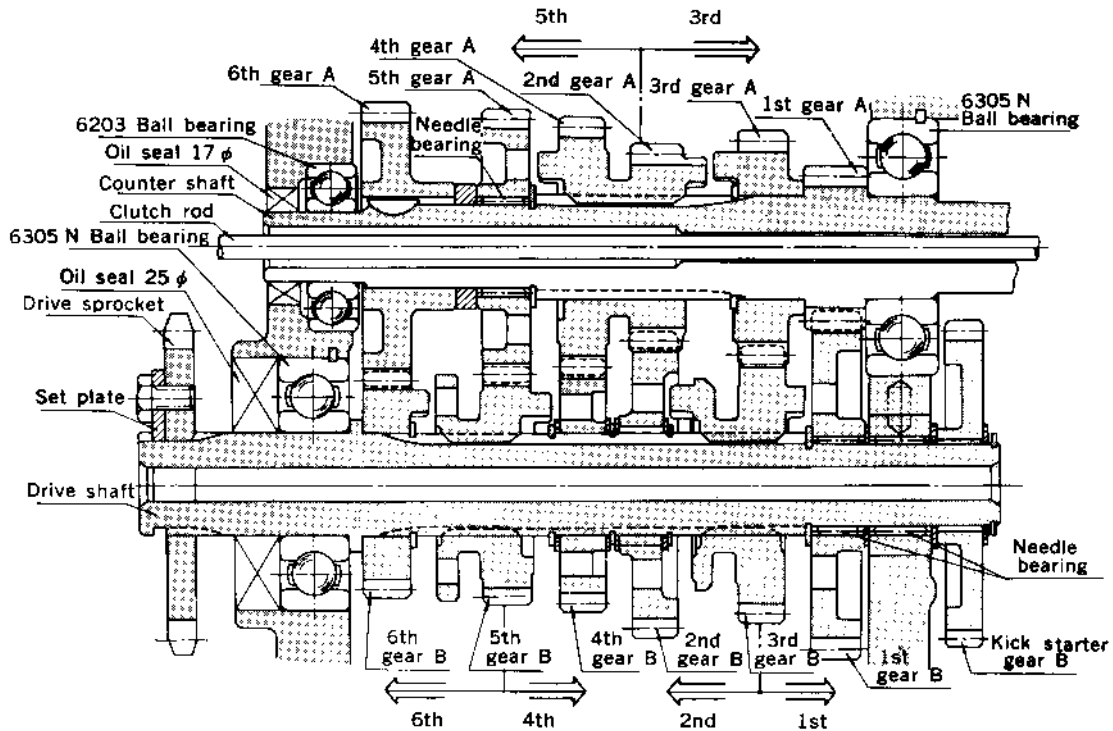 5th
3rd
4th gear A
6th gear A
5th gear A
2nd gear A
3rd gear A
1st gear A
6305 N
Ball bearing
6203 Ball bearing
Needle
bearing
Oil seal 17 φ
Counter shaft
Clutch rod
6305 N Ball bearing
Oil seal 25 φ
Drive sprocket
Set plate
Drive shaft
Needle
bearing
6th
gear B
5th
gear B
4th
gear B
2nd
gear B
3rd
gear B
1st
gear B
Kick starter
gear B
6th
4th
2nd
1st